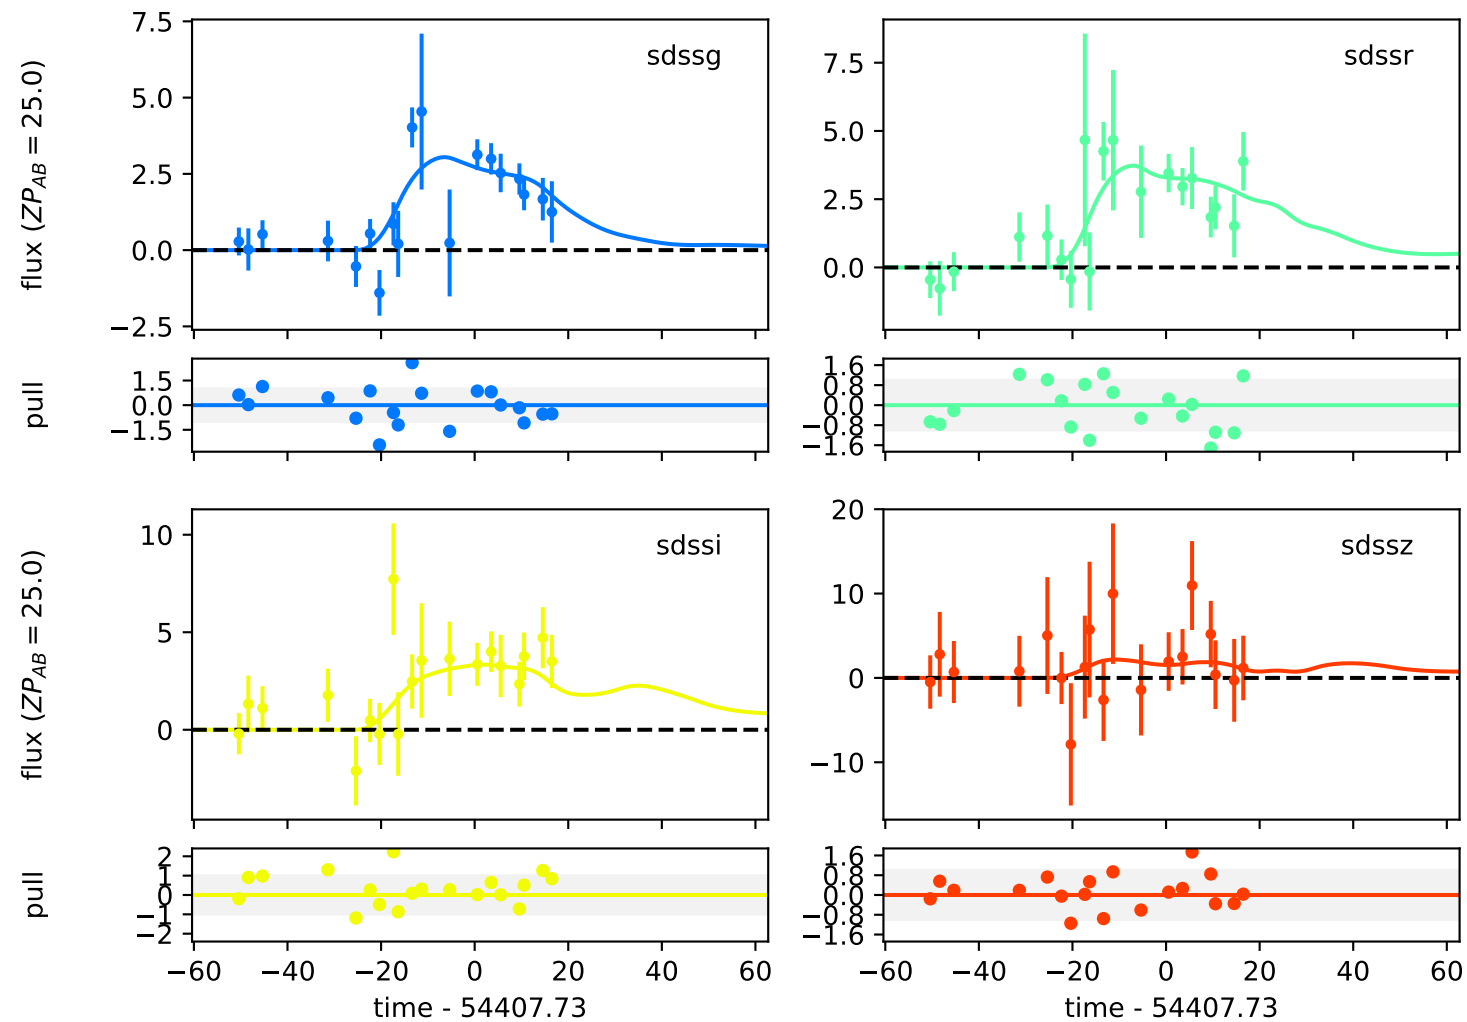 sdssg
flux (ZP_AB = 25.0)
7.5
5.0
2.5
0.0
−2.5
sdssr
7.5
5.0
2.5
0.0
pull
1.5
0.0
−1.5
1.6
0.8
0.0
−0.8
−1.6
sdssi
flux (ZP_AB = 25.0)
10
5
0
sdssz
20
10
0
−10
pull
2
1
0
−1
−2
1.6
0.8
0.0
−0.8
−1.6
−60 −40 −20 0 20 40 60
−60 −40 −20 0 20 40 60
time - 54407.73
time - 54407.73